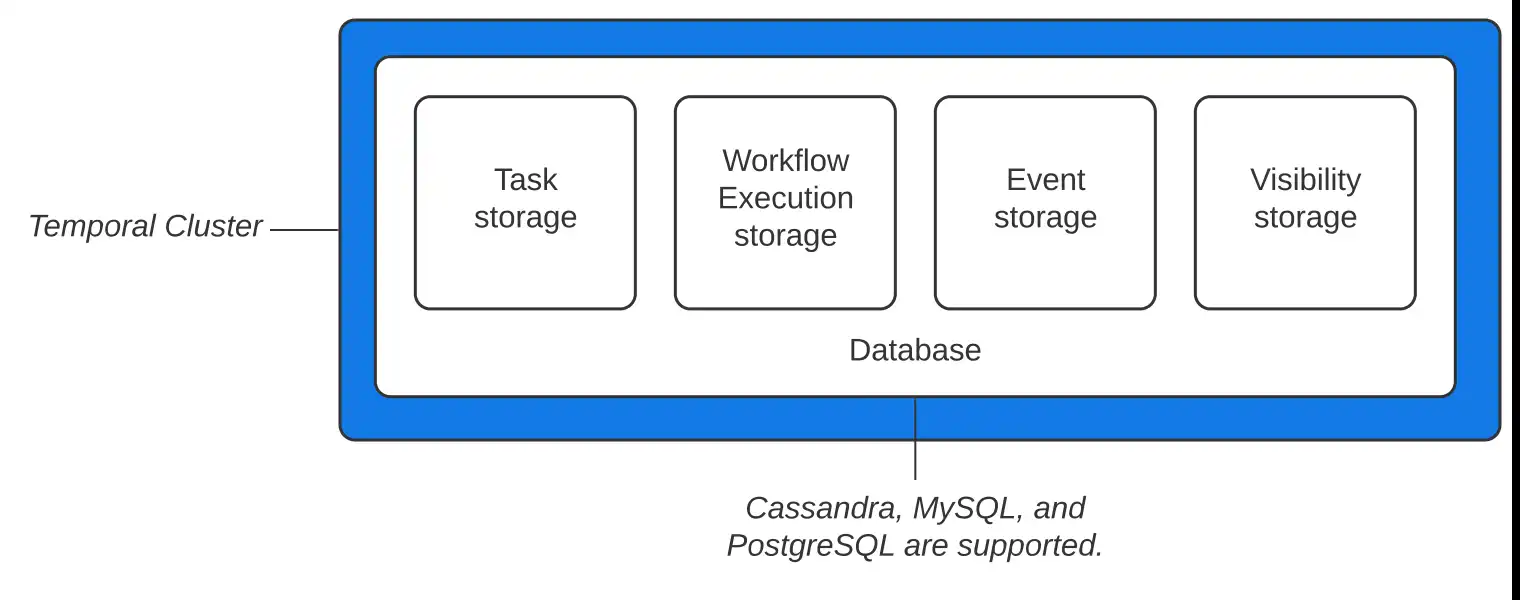 Task
storage
Workflow
Execution
storage
Event
storage
Visibility
storage
Temporal Cluster
Database
Cassandra, MySQL, and
PostgreSQL are supported.